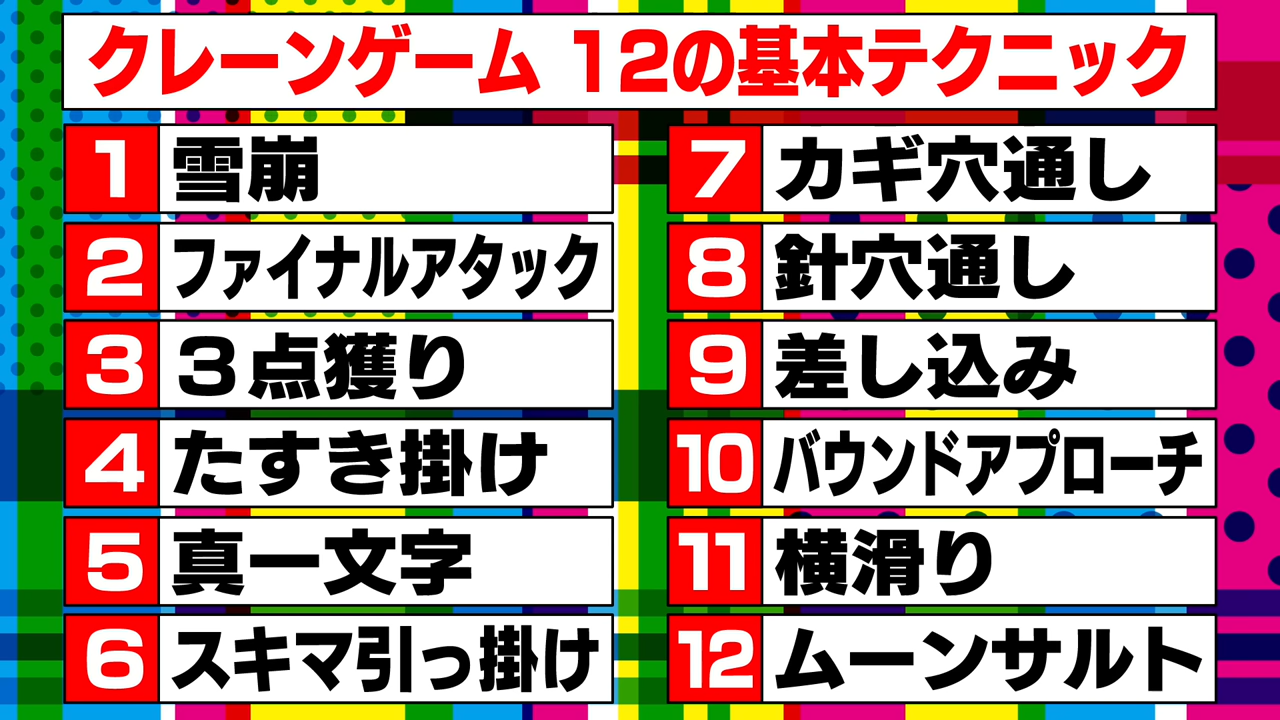 クレーンゲーム 12の基本テクニック
1 雪崩
2 ファイナルアタック
3 3点獲り
4 たすき掛け
5 真一文字
6 スキマ引っ掛け
7 カギ穴通し
8 針穴通し
9 差し込み
10 バウンドアプローチ
11 横滑り
12 ムーンサルト